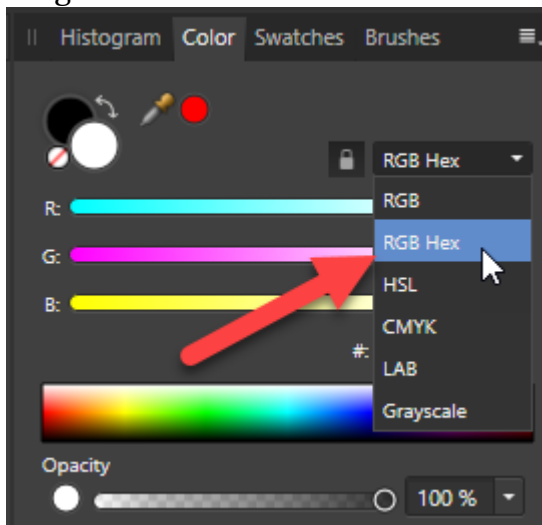 Histogram Color Swatches Brushes
RGB Hex
R:
RGB
RGB Hex
G:
HSL
B:
CMYK
#:
LAB
Grayscale
Opacity
100 %